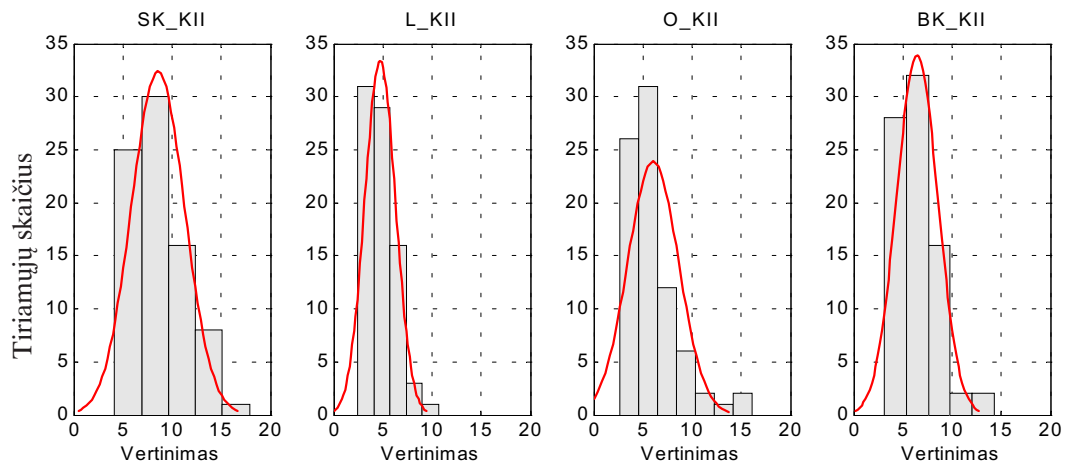 SK_KII L_KII O_KII BK_KII
35 35 35 35
30 30 30 30
25 25 25 25
20 20 20 20
15 15 15 15
10 10 10 10
5 5 5 5
0 0 0 0
0 5 10 15 20 0 5 10 15 20 0 5 10 15 20 0 5 10 15 20
Vertinimas Vertinimas Vertinimas Vertinimas
Tiriamųjų skaičius